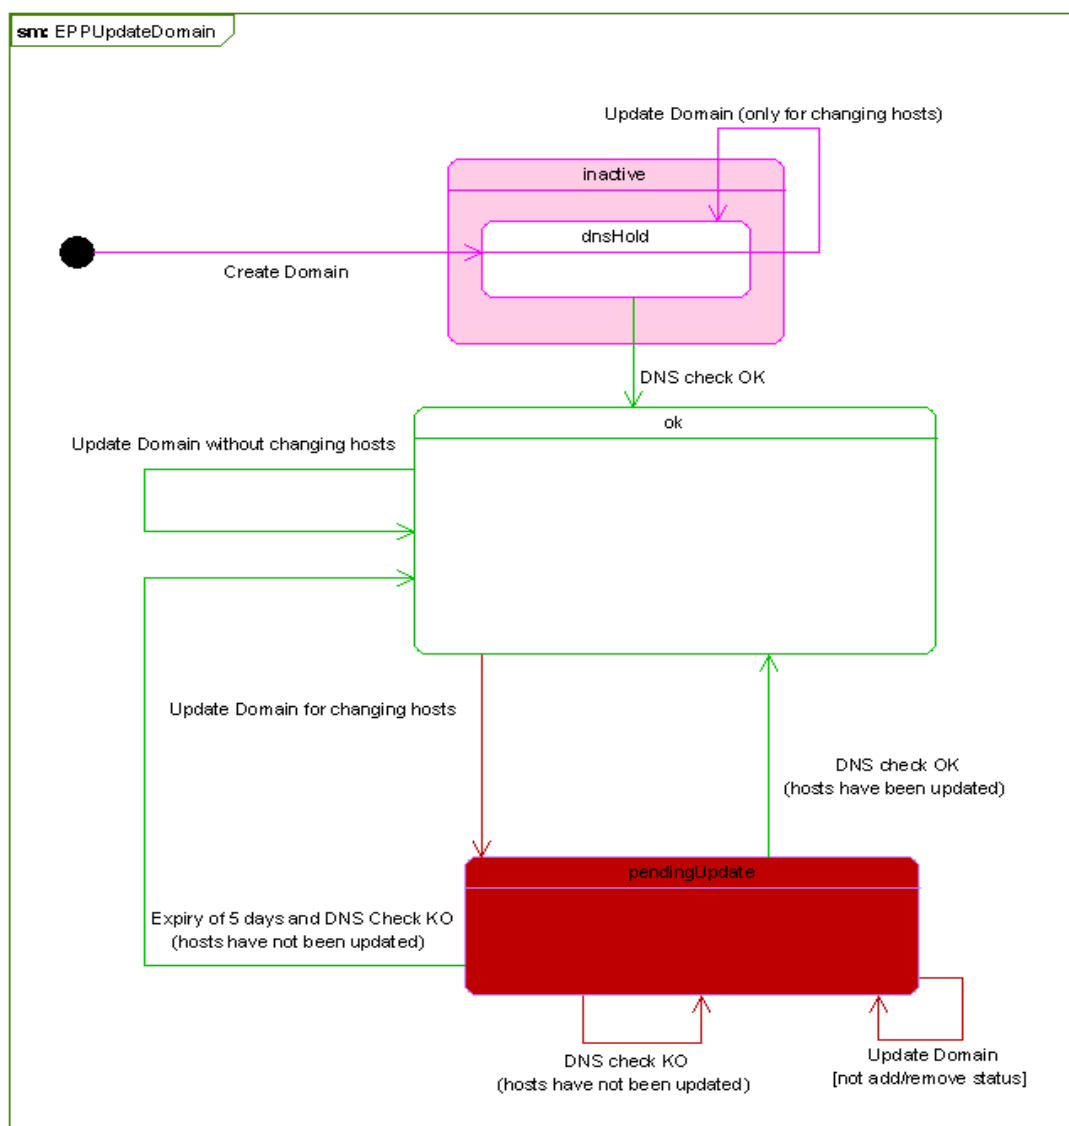 sm: EPPUpdateDomain
Update Domain (only for changing hosts)
inactive
dnsHold
Create Domain
DNS check OK
ok
Update Domain without changing hosts
Update Domain for changing hosts
DNS check OK
(hosts have been updated)
pendingUpdate
Expiry of 5 days and DNS Check KO
(hosts have not been updated)
DNS check KO
(hosts have not been updated)
Update Domain
[not add/remove status]